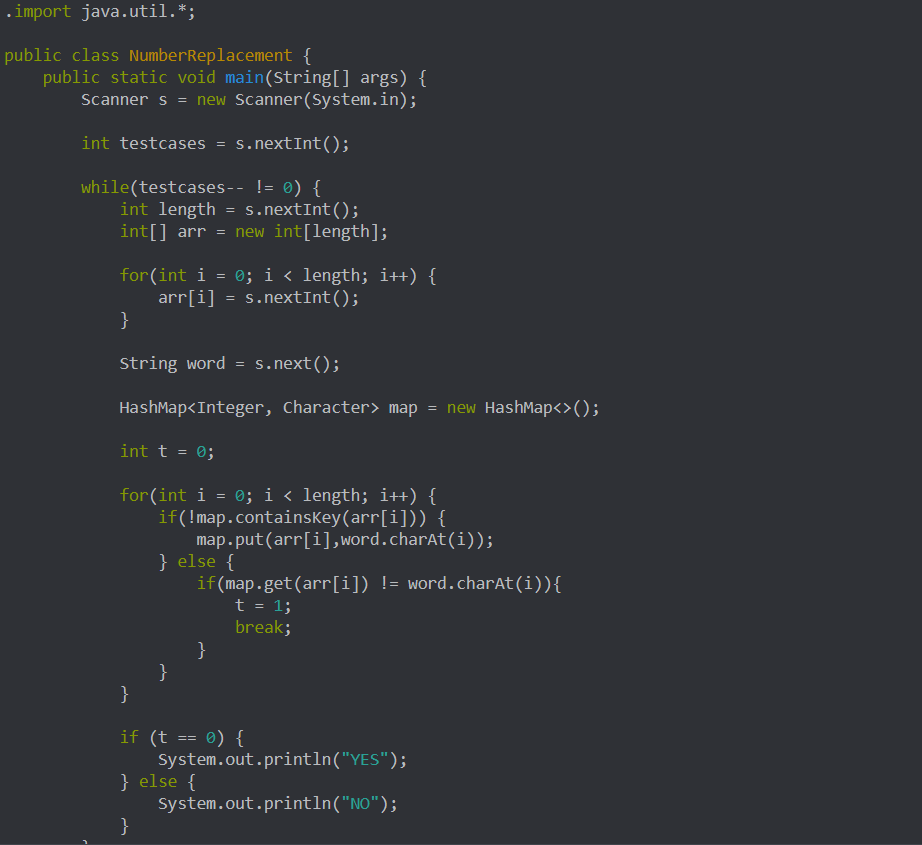 .import java.util.*;
public class NumberReplacement {
    public static void main(String[] args) {
        Scanner s = new Scanner(System.in);
        int testcases = s.nextInt();
        while(testcases-- != 0) {
            int length = s.nextInt();
            int[] arr = new int[length];
            for(int i = 0; i < length; i++) {
                arr[i] = s.nextInt();
            }
            String word = s.next();
            HashMap<Integer, Character> map = new HashMap<>();
            int t = 0;
            for(int i = 0; i < length; i++) {
                if(!map.containsKey(arr[i])) {
                    map.put(arr[i],word.charAt(i));
                } else {
                    if(map.get(arr[i]) != word.charAt(i)){
                        t = 1;
                        break;
                    }
                }
            }
            if (t == 0) {
                System.out.println("YES");
            } else {
                System.out.println("NO");
            }